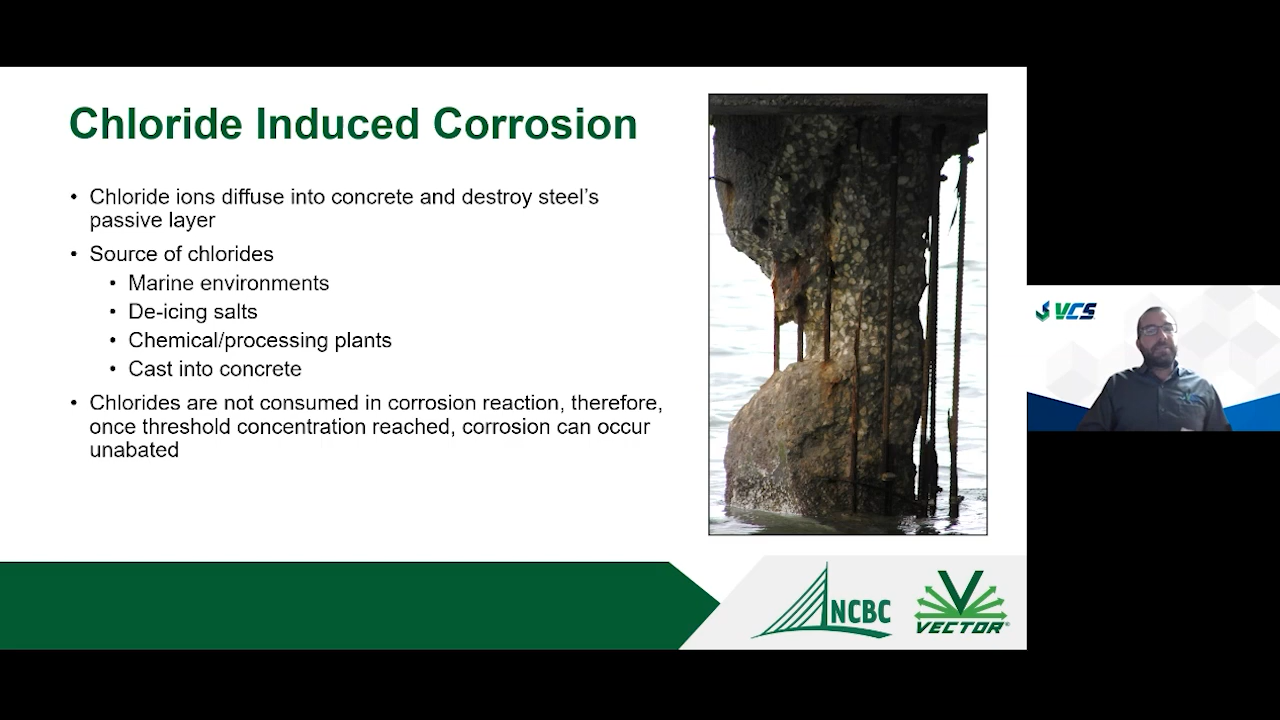 Chloride Induced Corrosion
• Chloride ions diffuse into concrete and destroy steel’s
passive layer
• Source of chlorides
• Marine environments
• De-icing salts
• Chemical/processing plants
• Cast into concrete
• Chlorides are not consumed in corrosion reaction, therefore,
once threshold concentration reached, corrosion can occur
unabated
NCBC
VECTOR®
VCS